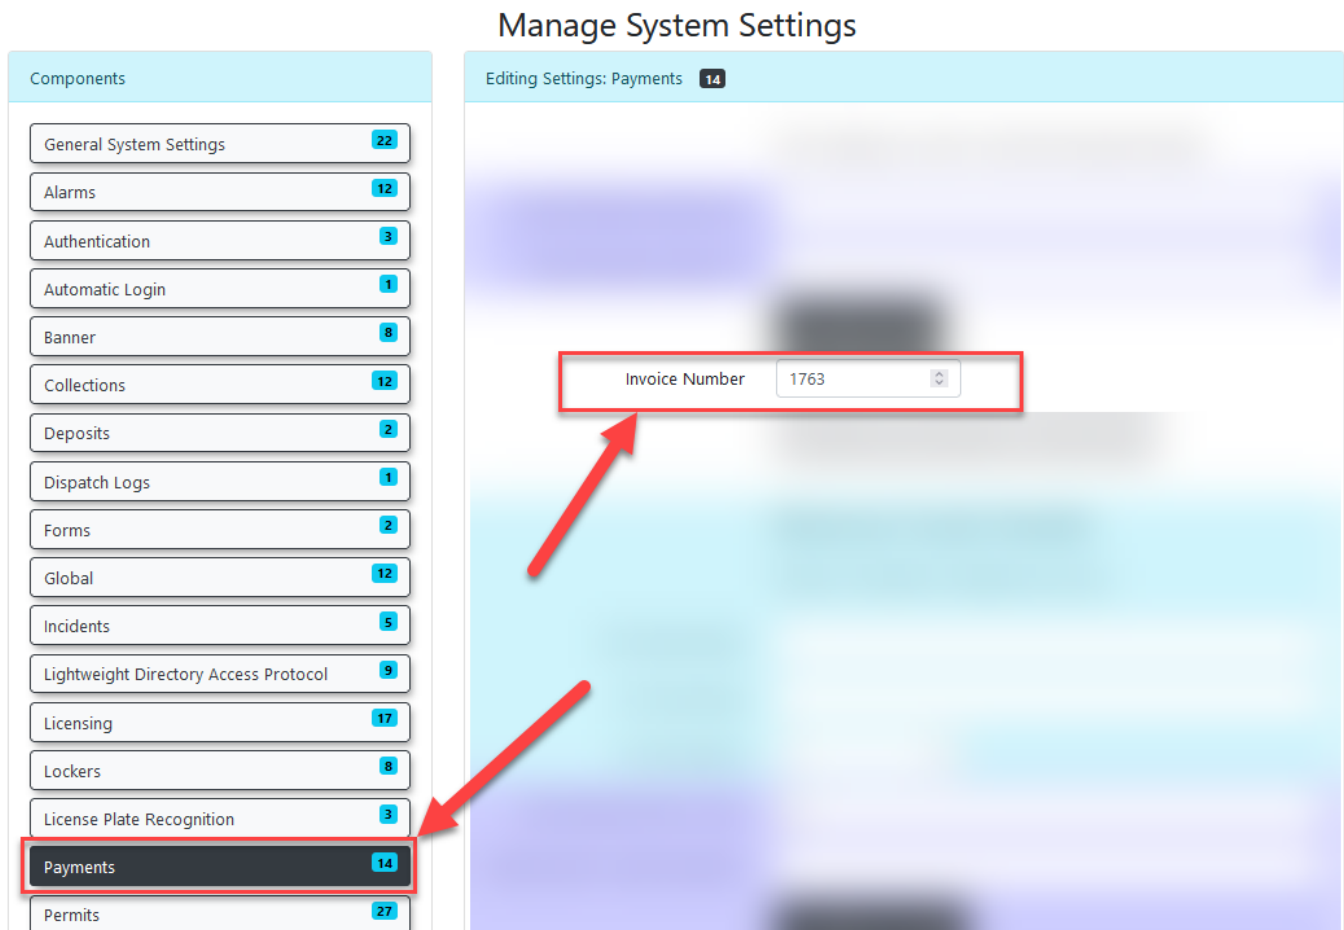 Manage System Settings
Components
General System Settings 22
Alarms 12
Authentication 3
Automatic Login 1
Banner 8
Collections 12
Deposits 2
Dispatch Logs 1
Forms 2
Global 12
Incidents 5
Lightweight Directory Access Protocol 9
Licensing 17
Lockers 8
License Plate Recognition 3
Payments 14
Permits 27
Editing Settings: Payments 14
Invoice Number 1763